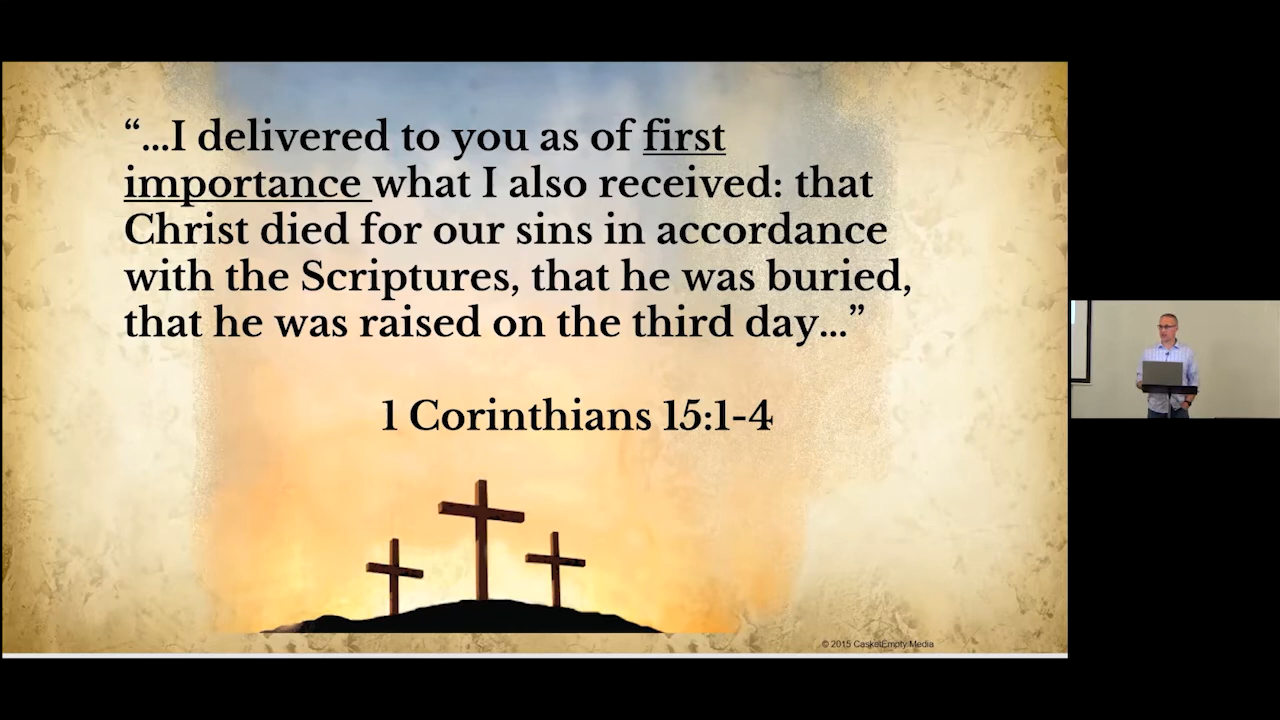 “...I delivered to you as of first
importance what I also received: that
Christ died for our sins in accordance
with the Scriptures, that he was buried,
that he was raised on the third day...”
1 Corinthians 15:1-4
© 2015 CasketEmpty Media